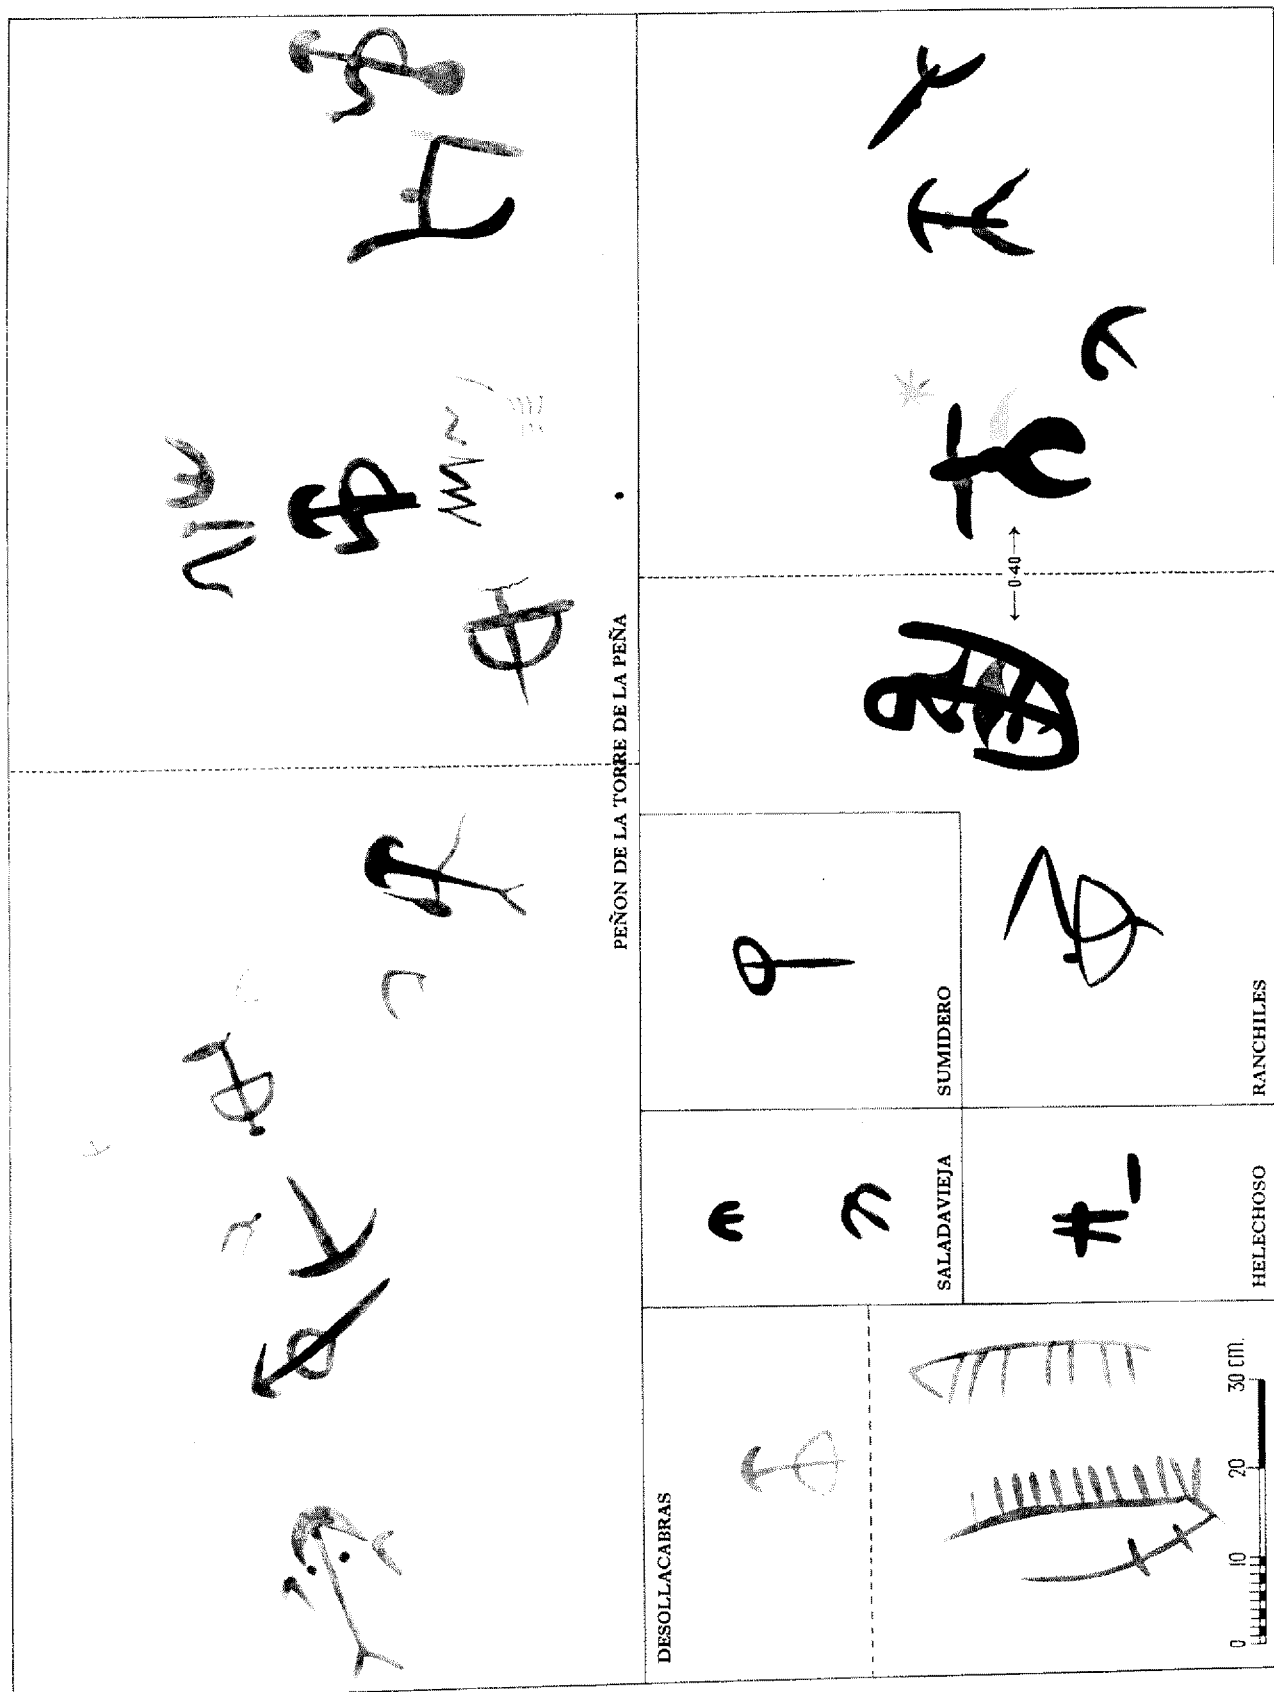 PEÑON DE LA TORRE DE LA PEÑA
DESOLLACABRAS
SALADAVIEJA
SUMIDERO
0·40
HELECHOSO
RANCHILES
0 10 20 30 cm.